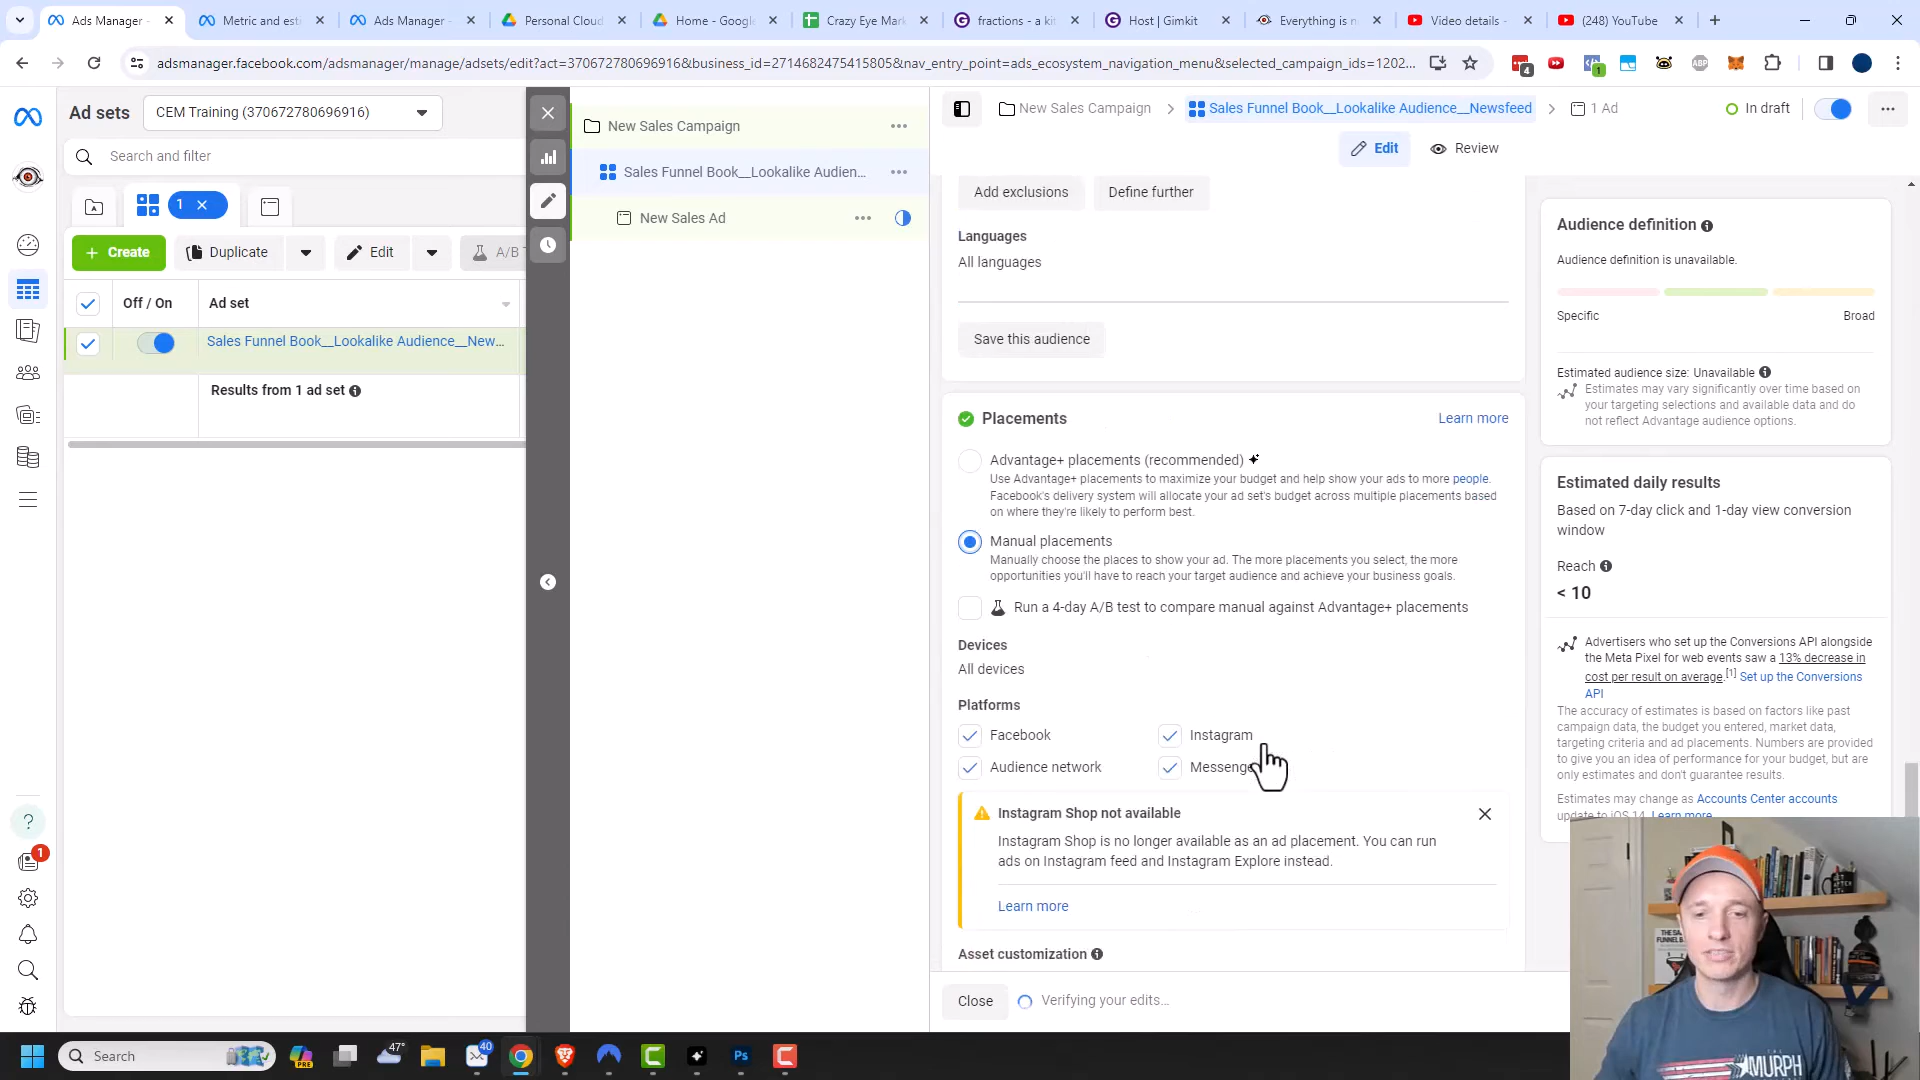 Ads Manager -
Metric and esti
Ads Manager -
Personal Cloud
Home - Google
Crazy Eye Mark
fractions - a kit
Host | Gimkit
Everything is n
Video details -
(248) YouTube
adsmanager.facebook.com/adsmanager/manage/adsets/edit?act=370672780696916&business_id=2714682475415805&nav_entry_point=ads_ecosystem_navigation_menu&selected_campaign_ids=1202...
4
1
Ad sets
CEM Training (370672780696916)
Search and filter
1
Create
Duplicate
Edit
A/B T
Off / On
Ad set
Sales Funnel Book__Lookalike Audience__New...
Results from 1 ad set
New Sales Campaign
Sales Funnel Book__Lookalike Audien...
New Sales Ad
New Sales Campaign
Sales Funnel Book__Lookalike Audience__Newsfeed
1 Ad
In draft
Edit
Review
Add exclusions
Define further
Languages
All languages
Save this audience
Placements
Learn more
Advantage+ placements (recommended)
Use Advantage+ placements to maximize your budget and help show your ads to more people.
Facebook's delivery system will allocate your ad set's budget across multiple placements based
on where they're likely to perform best.
Manual placements
Manually choose the places to show your ad. The more placements you select, the more
opportunities you'll have to reach your target audience and achieve your business goals.
Run a 4-day A/B test to compare manual against Advantage+ placements
Devices
All devices
Platforms
Facebook
Instagram
Audience network
Messenge
Instagram Shop not available
Instagram Shop is no longer available as an ad placement. You can run
ads on Instagram feed and Instagram Explore instead.
Learn more
Asset customization
Close
Verifying your edits...
Audience definition
Audience definition is unavailable.
Specific
Broad
Estimated audience size: Unavailable
Estimates may vary significantly over time based on
your targeting selections and available data and do
not reflect Advantage audience options.
Estimated daily results
Based on 7-day click and 1-day view conversion
window
Reach
< 10
Advertisers who set up the Conversions API alongside
the Meta Pixel for web events saw a 13% decrease in
cost per result on average.[1] Set up the Conversions
API
The accuracy of estimates is based on factors like past
campaign data, the budget you entered, market data,
targeting criteria and ad placements. Numbers are provided
to give you an idea of performance for your budget, but are
only estimates and don't guarantee results.
Estimates may change as Accounts Center accounts
update to iOS 14. Learn more
1
Search
PRE
47°
40
Ps
MURPH